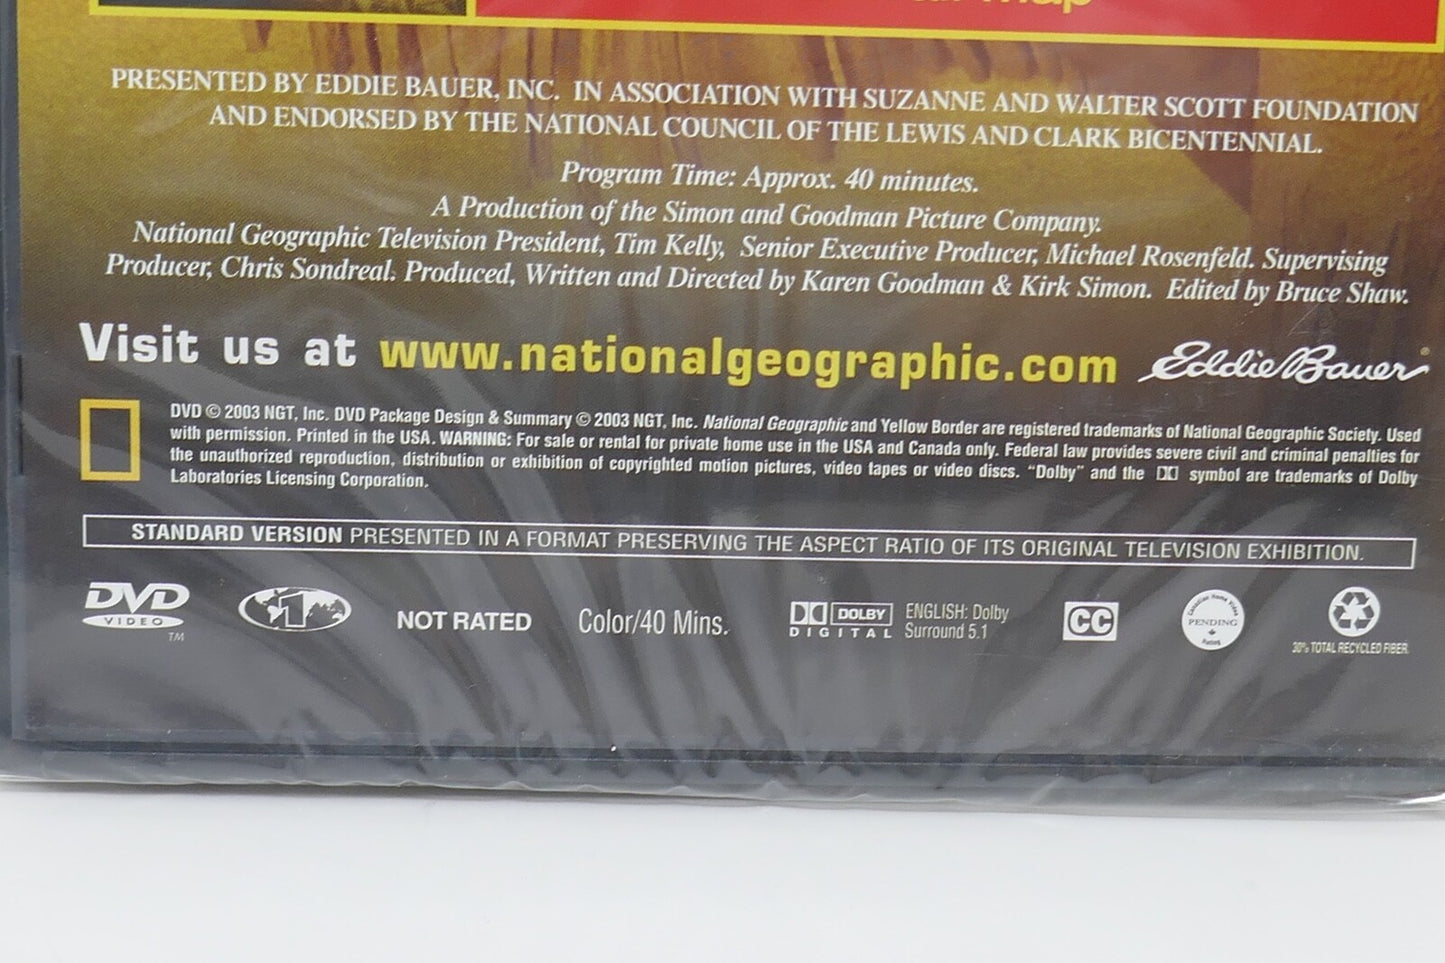 map
PRESENTED BY EDDIE BAUER, INC. IN ASSOCIATION WITH SUZANNE AND WALTER SCOTT FOUNDATION
AND ENDORSED BY THE NATIONAL COUNCIL OF THE LEWIS AND CLARK BICENTENNIAL.
Program Time: Approx. 40 minutes.
A Production of the Simon and Goodman Picture Company.
National Geographic Television President, Tim Kelly, Senior Executive Producer, Michael Rosenfeld. Supervising
Producer, Chris Sondreal. Produced, Written and Directed by Karen Goodman & Kirk Simon. Edited by Bruce Shaw.
Visit us at www.nationalgeographic.com Eddie Bauer
DVD © 2003 NGT, Inc. DVD Package Design & Summary © 2003 NGT, Inc. National Geographic and Yellow Border are registered trademarks of National Geographic Society. Used
with permission. Printed in the USA. WARNING: For sale or rental for private home use in the USA and Canada only. Federal law provides severe civil and criminal penalties for
the unauthorized reproduction, distribution or exhibition of copyrighted motion pictures, video tapes or video discs. "Dolby" and the symbol are trademarks of Dolby
Laboratories Licensing Corporation.
STANDARD VERSION PRESENTED IN A FORMAT PRESERVING THE ASPECT RATIO OF ITS ORIGINAL TELEVISION EXHIBITION.
DVD
VIDEO
TM
1
NOT RATED
Color/40 Mins.
DOLBY
DIGITAL
ENGLISH: Dolby
Surround 5.1
CC
Canadian Home Video
PENDING
Rated
30% TOTAL RECYCLED FIBER